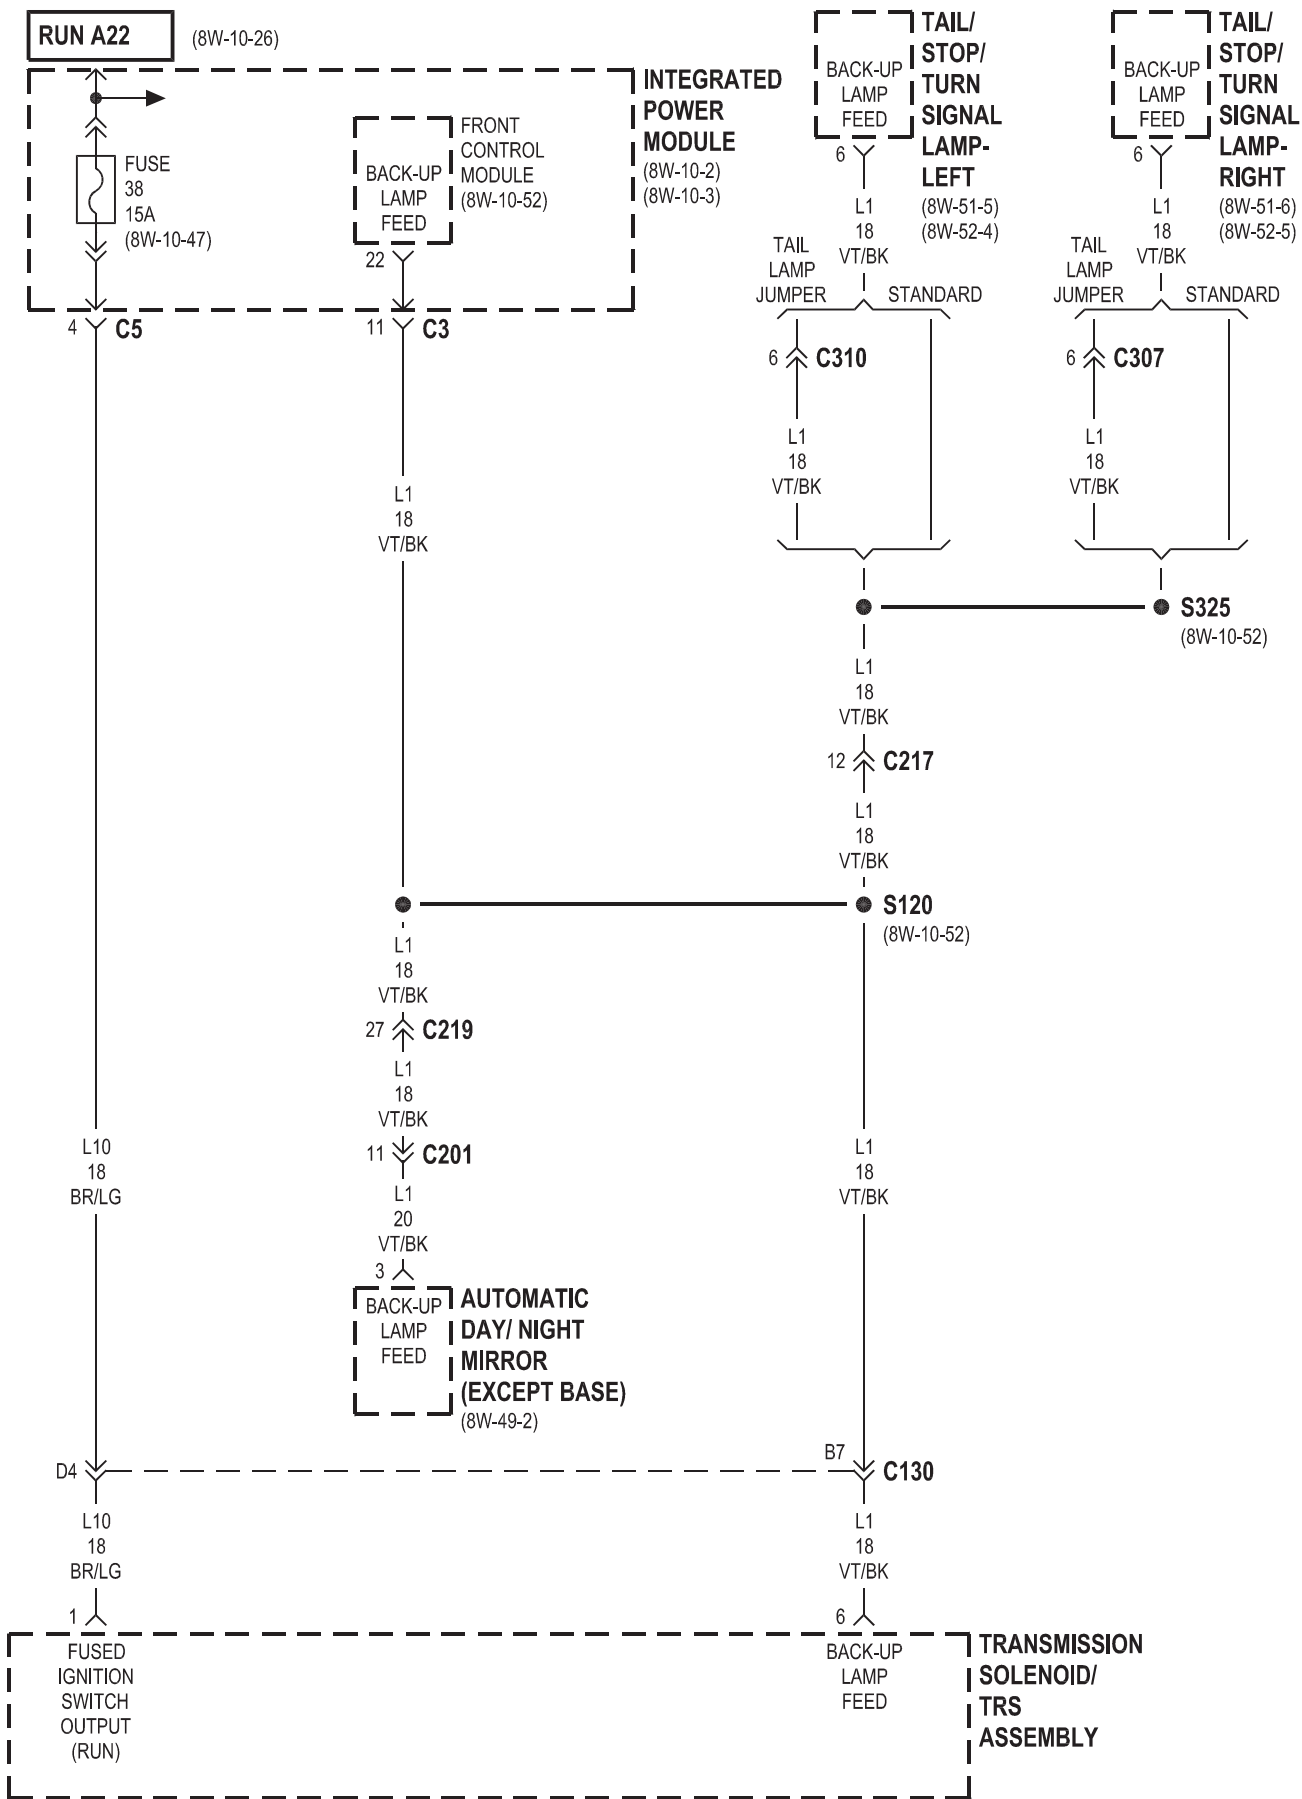 RUN A22
(8W-10-26)
FUSE
38
15A
(8W-10-47)
BACK-UP
LAMP
FEED
FRONT
CONTROL
MODULE
(8W-10-52)
INTEGRATED
POWER
MODULE
(8W-10-2)
(8W-10-3)
22
4
C5
11
C3
BACK-UP
LAMP
FEED
TAIL/
STOP/
TURN
SIGNAL
LAMP-
LEFT
(8W-51-5)
(8W-52-4)
6
L1
18
VT/BK
TAIL
LAMP
JUMPER
STANDARD
6
C310
L1
18
VT/BK
BACK-UP
LAMP
FEED
TAIL/
STOP/
TURN
SIGNAL
LAMP-
RIGHT
(8W-51-6)
(8W-52-5)
6
L1
18
VT/BK
TAIL
LAMP
JUMPER
STANDARD
6
C307
L1
18
VT/BK
L1
18
VT/BK
S325
(8W-10-52)
L1
18
VT/BK
12
C217
L1
18
VT/BK
S120
(8W-10-52)
L1
18
VT/BK
27
C219
L1
18
VT/BK
11
C201
L1
20
VT/BK
3
BACK-UP
LAMP
FEED
AUTOMATIC
DAY/ NIGHT
MIRROR
(EXCEPT BASE)
(8W-49-2)
L10
18
BR/LG
L1
18
VT/BK
D4
B7
C130
L10
18
BR/LG
L1
18
VT/BK
1
6
FUSED
IGNITION
SWITCH
OUTPUT
(RUN)
BACK-UP
LAMP
FEED
TRANSMISSION
SOLENOID/
TRS
ASSEMBLY